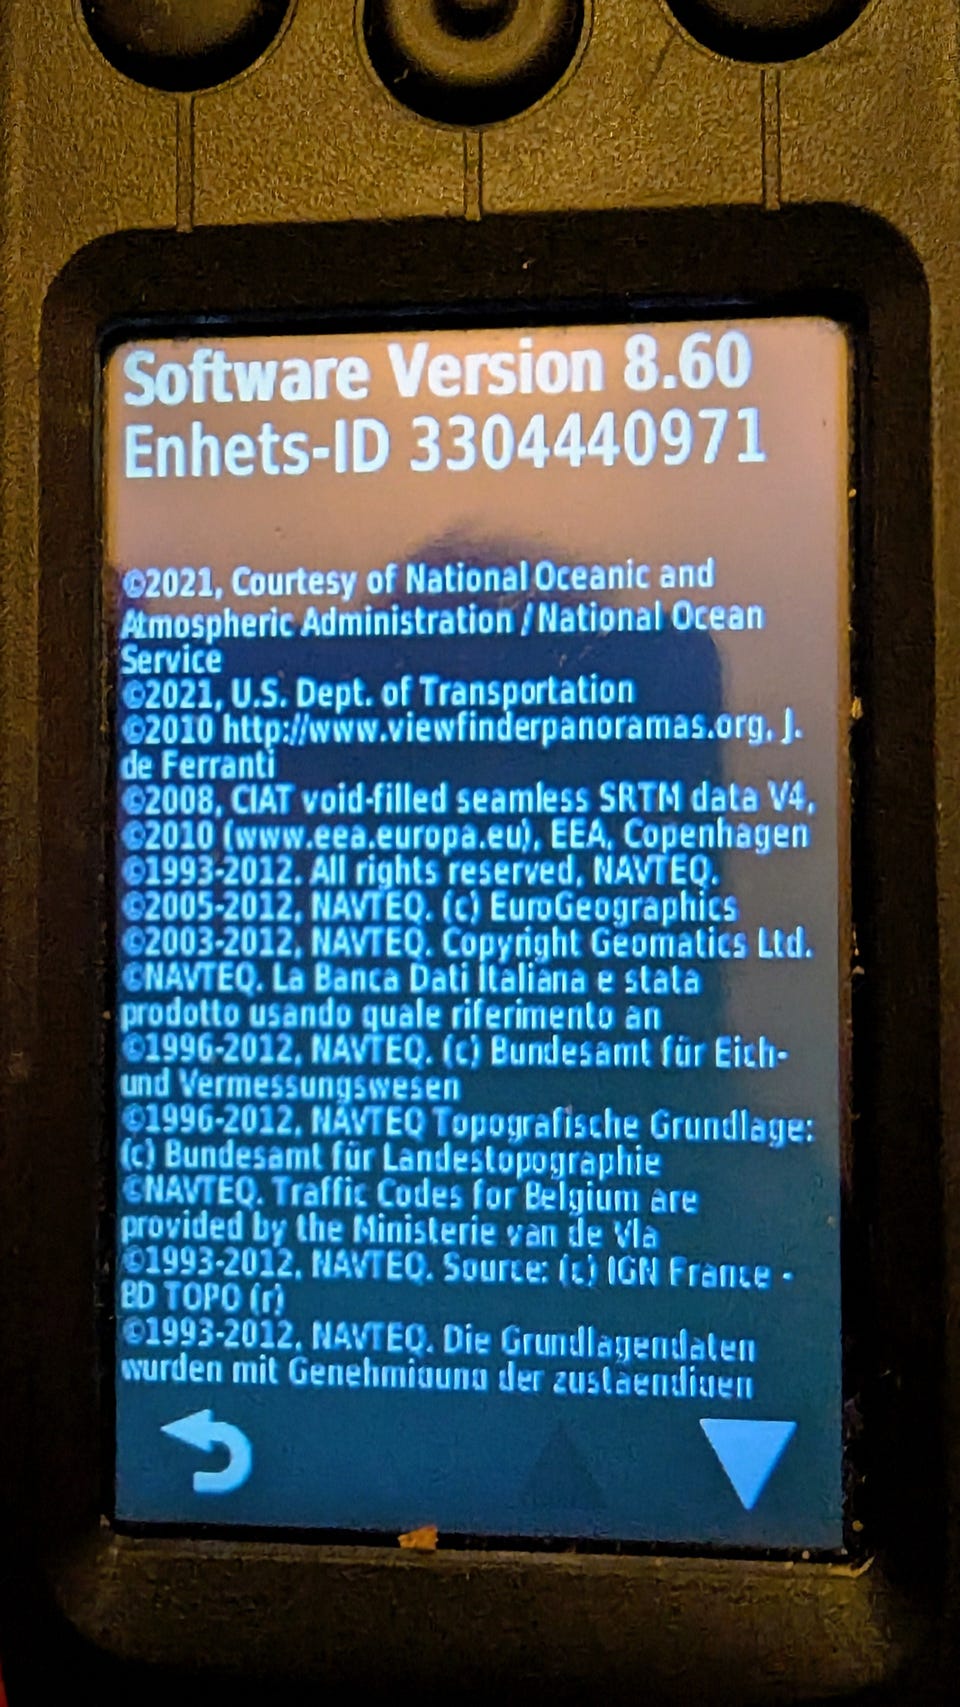 Software Version 8.60
Enhets-ID 3304440971
©2021, Courtesy of National Oceanic and
Atmospheric Administration / National Ocean
Service
©2021, U.S. Dept. of Transportation
©2010 http://www.viewfinderpanoramas.org, J.
de Ferranti
©2008, CIAT void-filled seamless SRTM data V4,
©2010 (www.eea.europa.eu), EEA, Copenhagen
©1993-2012, All rights reserved, NAVTEQ.
©2005-2012, NAVTEQ. (c) EuroGeographics
©2003-2012, NAVTEQ. Copyright Geomatics Ltd.
©NAVTEQ. La Banca Dati Italiana e stata
prodotto usando quale riferimento an
©1996-2012, NAVTEQ. (c) Bundesamt für Eich-
und Vermessungswesen
©1996-2012, NAVTEQ Topografische Grundlage:
(c) Bundesamt für Landestopographie
©NAVTEQ. Traffic Codes for Belgium are
provided by the Ministerie van de Vla
©1993-2012, NAVTEQ. Source: (c) IGN France -
BD TOPO (r)
©1993-2012, NAVTEQ. Die Grundlagendaten
wurden mit Genehmigung der zustaendigen